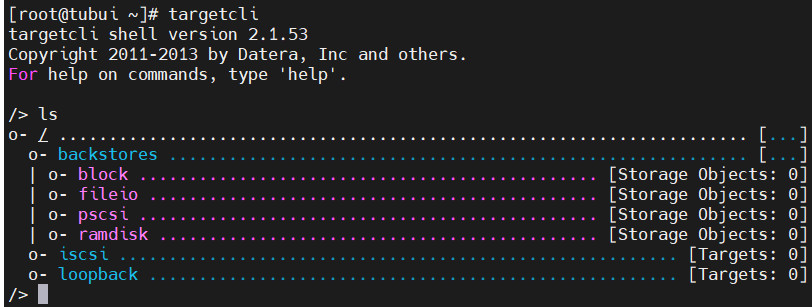 [root@tubui ~]# targetcli
targetcli shell version 2.1.53
Copyright 2011-2013 by Datera, Inc and others.
For help on commands, type 'help'.

/> ls
o- / ..................................................................... [...]
  o- backstores .......................................................... [...]
  | o- block ............................................ [Storage Objects: 0]
  | o- fileio ........................................... [Storage Objects: 0]
  | o- pscsi ............................................ [Storage Objects: 0]
  | o- ramdisk .......................................... [Storage Objects: 0]
  o- iscsi ........................................................ [Targets: 0]
  o- loopback ..................................................... [Targets: 0]
/>